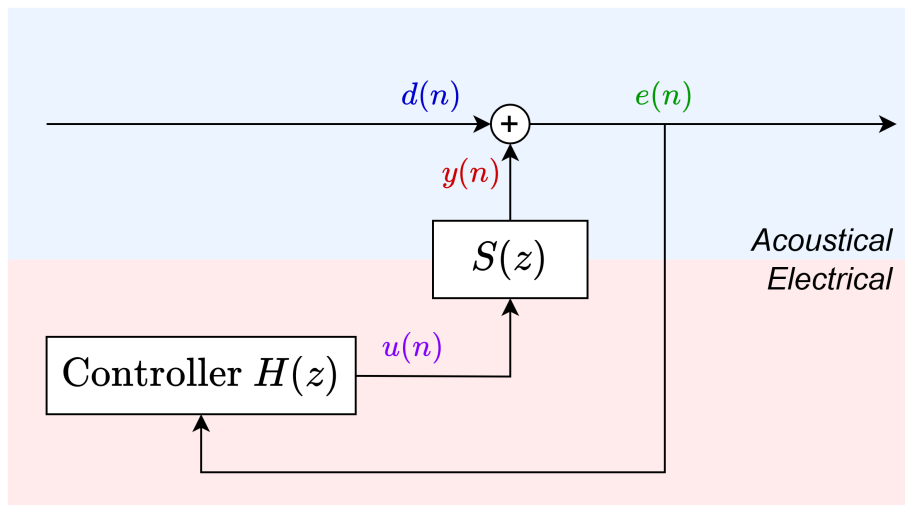 d(n)
e(n)
+
y(n)
S(z)
Acoustical
Electrical
u(n)
Controller H(z)